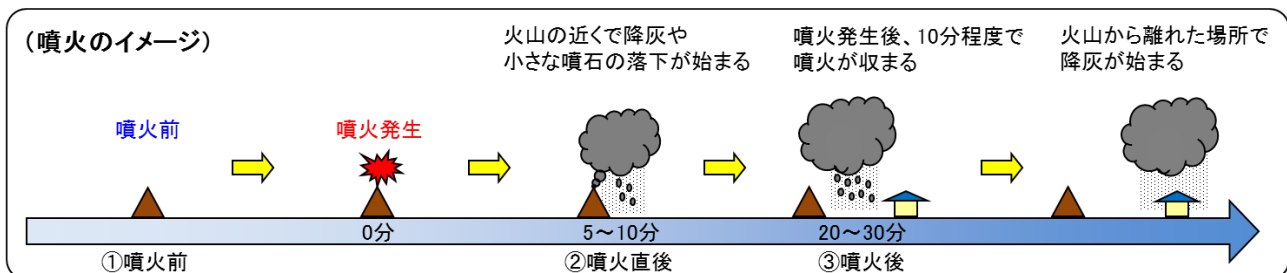 (噴火のイメージ)
火山の近くで降灰や
小さな噴石の落下が始まる
噴火発生後、10分程度で
噴火が収まる
火山から離れた場所で
降灰が始まる
噴火前
噴火発生
0分
5～10分
20～30分
①噴火前
②噴火直後
③噴火後